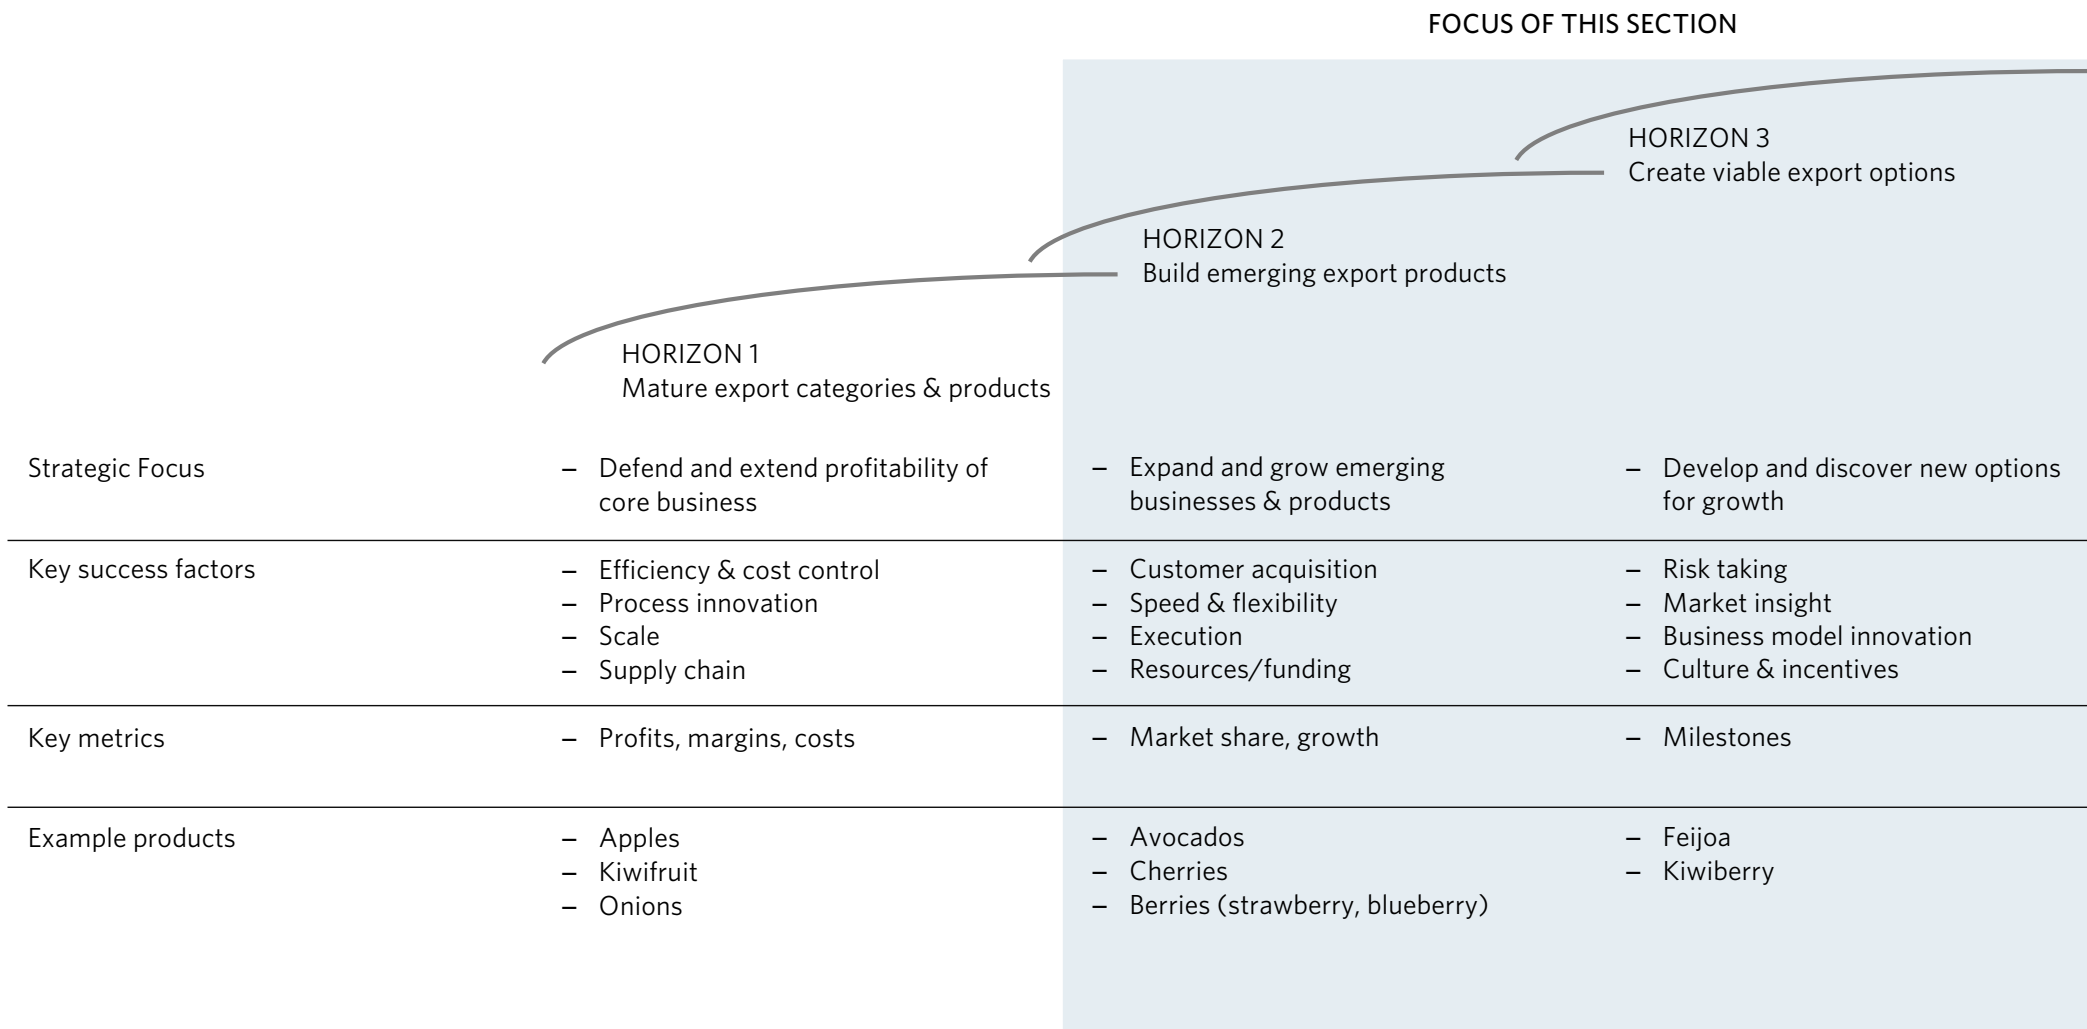 FOCUS OF THIS SECTION
HORIZON 3
Create viable export options
HORIZON 2
Build emerging export products
HORIZON 1
Mature export categories & products
Strategic Focus
– Defend and extend profitability of
core business
– Expand and grow emerging
businesses & products
– Develop and discover new options
for growth
Key success factors
– Efficiency & cost control
– Process innovation
– Scale
– Supply chain
– Customer acquisition
– Speed & flexibility
– Execution
– Resources/funding
– Risk taking
– Market insight
– Business model innovation
– Culture & incentives
Key metrics
– Profits, margins, costs
– Market share, growth
– Milestones
Example products
– Apples
– Kiwifruit
– Onions
– Avocados
– Cherries
– Berries (strawberry, blueberry)
– Feijoa
– Kiwiberry